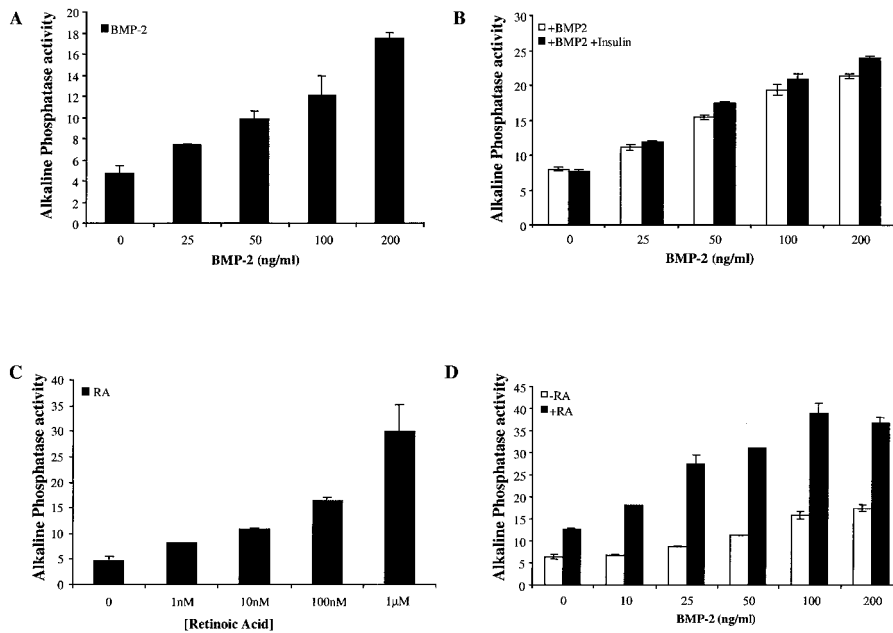 A
BMP-2
Alkaline Phosphatase activity
20
18
16
14
12
10
8
6
4
2
0
0 25 50 100 200
BMP-2 (ng/ml)
B
+BMP2
+BMP2 +Insulin
Alkaline Phosphatase activity
25
20
15
10
5
0
0 25 50 100 200
BMP-2 (ng/ml)
C
RA
Alkaline Phosphatase activity
40
35
30
25
20
15
10
5
0
0 1nM 10nM 100nM 1μM
[Retinoic Acid]
D
-RA
+RA
Alkaline Phosphatase activity
45
40
35
30
25
20
15
10
5
0
0 10 25 50 100 200
BMP-2 (ng/ml)